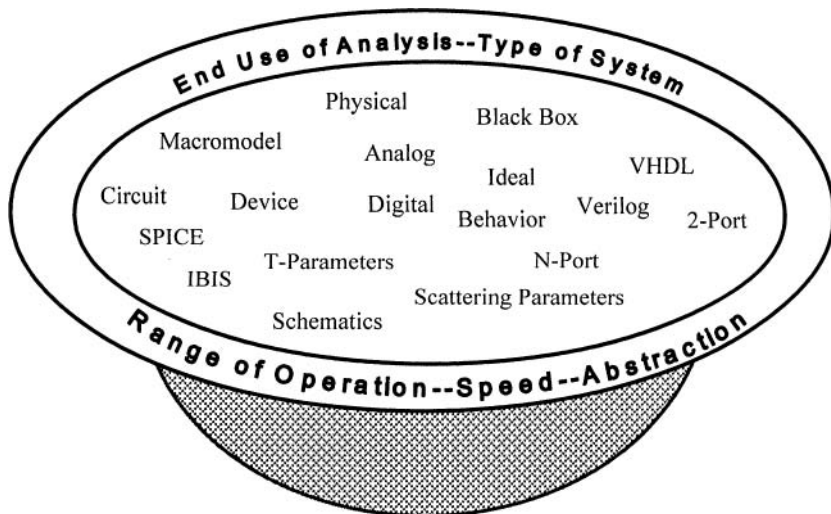 End Use of Analysis--Type of System
Physical
Black Box
Macromodel
Analog
VHDL
Ideal
Circuit
Device
Digital
Behavior
Verilog
2-Port
SPICE
T-Parameters
N-Port
IBIS
Scattering Parameters
Schematics
Range of Operation--Speed--Abstraction